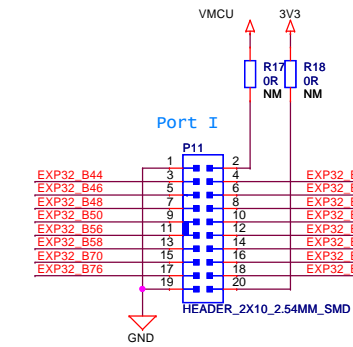 VMCU 3V3
R17 R18
0R 0R
NM NM
Port I
P11
1 2
EXP32_B44 3 4
EXP32_B46 5 6
EXP32_B48 7 8
EXP32_B50 9 10
EXP32_B56 11 12
EXP32_B58 13 14
EXP32_B70 15 16
EXP32_B76 17 18
19 20
HEADER_2X10_2.54MM_SMD
GND